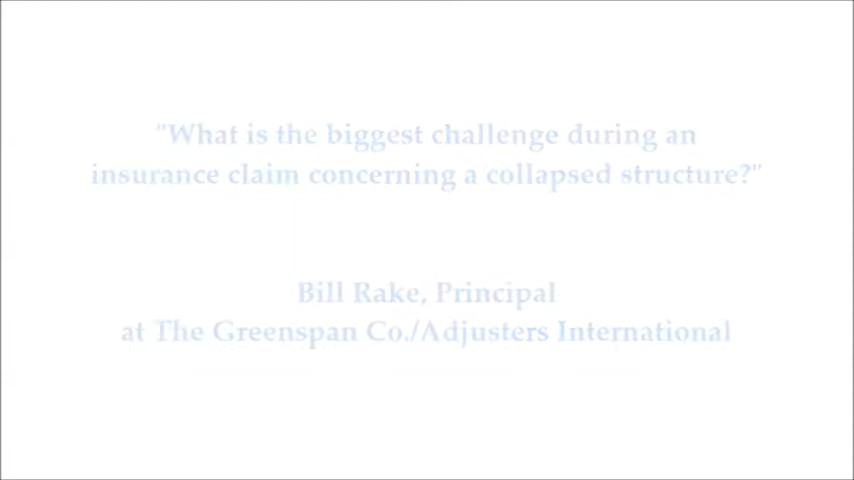 "What is the biggest challenge during an
insurance claim concerning a collapsed structure?"
Bill Rake, Principal
at The Greenspan Co./Adjusters International